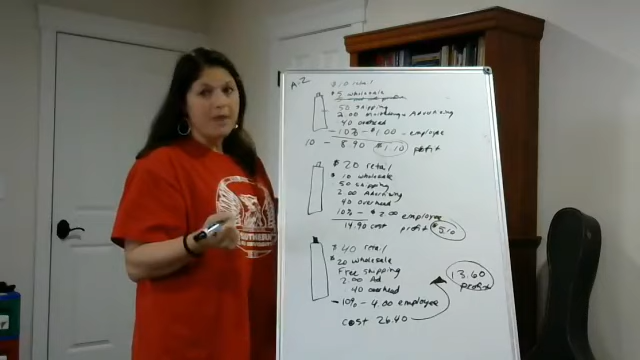 A-Z
$10 retail
$5 wholesale
50 shipping
2.00 Advertising
40 overhead
- 10% - $1.00 - employee
10 - 8.90 $1.10 profit
$20 retail
$10 wholesale
50 shipping
2.00 Advertising
40 overhead
10% - $2.00 employee
14.90 cost profit $5.10
$40 retail
$20 wholesale
Free shipping
2.00 Ad
40 overhead
- 10% - 4.00 employee
cost 26.40
13.60
profit